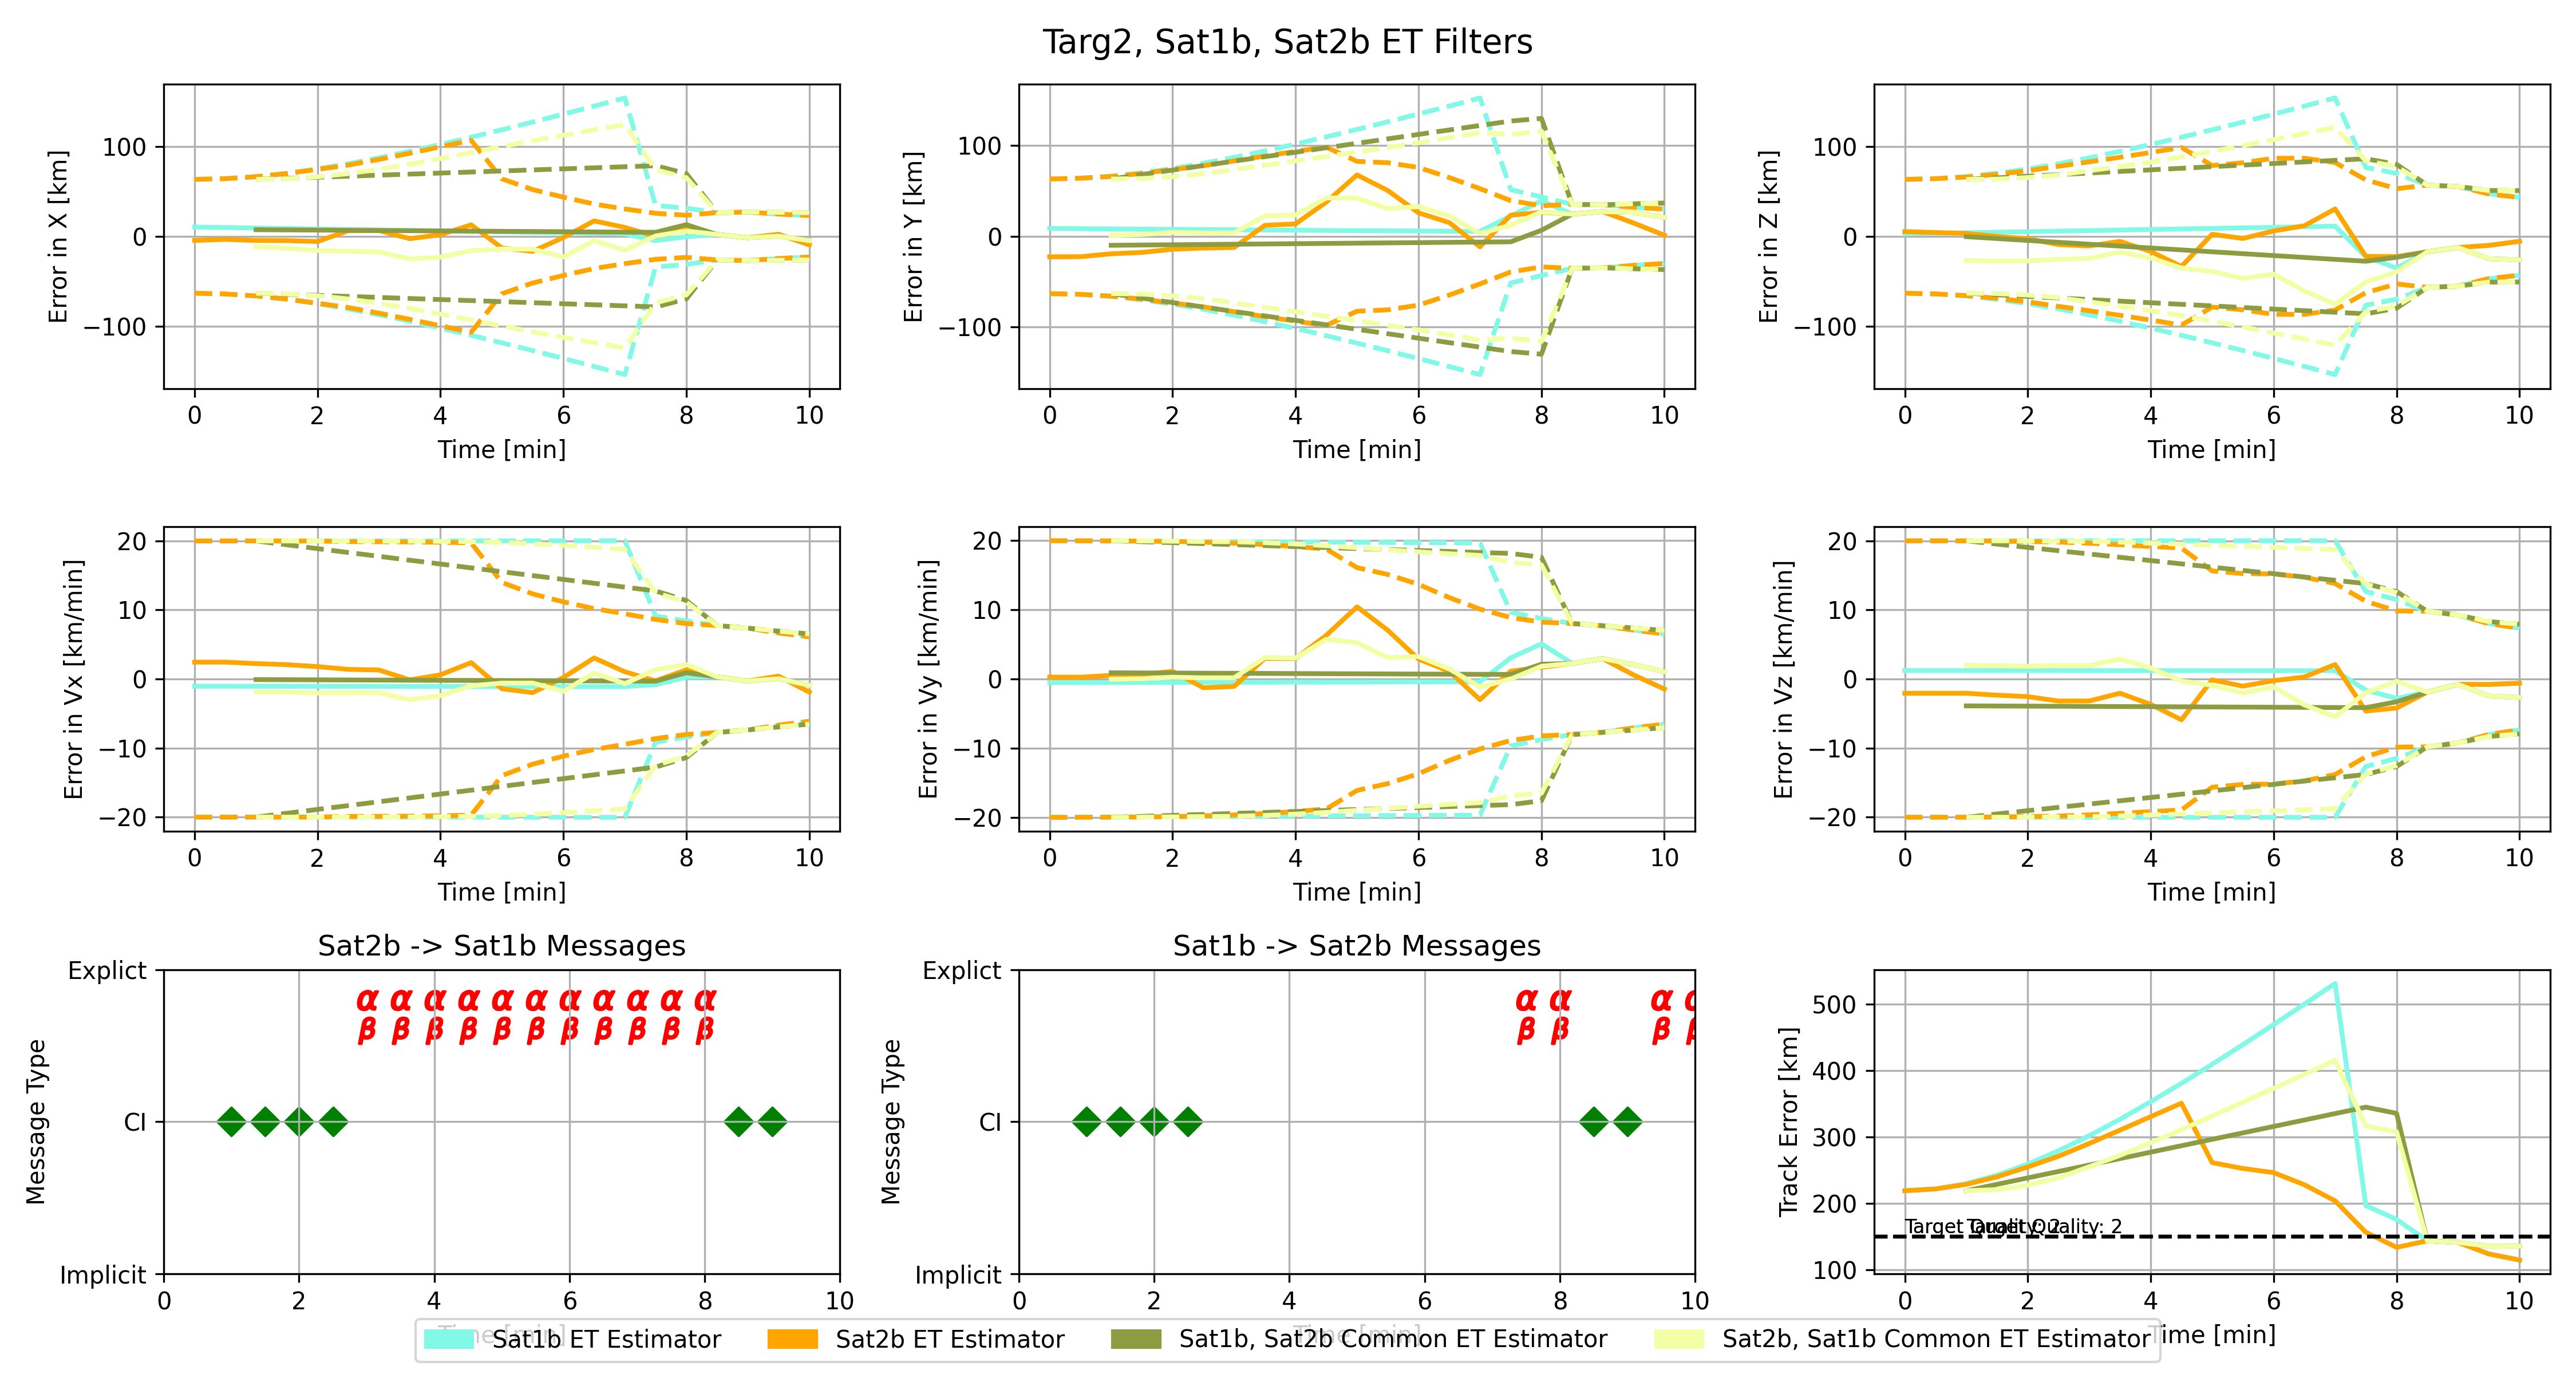 Targ2, Sat1b, Sat2b ET Filters
Error in X [km]
100
0
−100
0 2 4 6 8 10
Time [min]
Error in Y [km]
100
0
−100
0 2 4 6 8 10
Time [min]
Error in Z [km]
100
0
−100
0 2 4 6 8 10
Time [min]
Error in Vx [km/min]
20
10
0
−10
−20
0 2 4 6 8 10
Time [min]
Error in Vy [km/min]
20
10
0
−10
−20
0 2 4 6 8 10
Time [min]
Error in Vz [km/min]
20
10
0
−10
−20
0 2 4 6 8 10
Time [min]
Sat2b -> Sat1b Messages
Message Type
Explict
α α α α α α α α α α α
β β β β β β β β β β β
CI
Implicit
0 2 4 6 8 10
Time [min]
Sat1b -> Sat2b Messages
Message Type
Explict
α α α α
β β β β
CI
Implicit
0 2 4 6 8 10
Time [min]
Track Error [km]
500
400
300
200
Target Quality: 2
Target Quality: 2
100
0 2 4 6 8 10
Time [min]
Sat1b ET Estimator
Sat2b ET Estimator
Sat1b, Sat2b Common ET Estimator
Sat2b, Sat1b Common ET Estimator